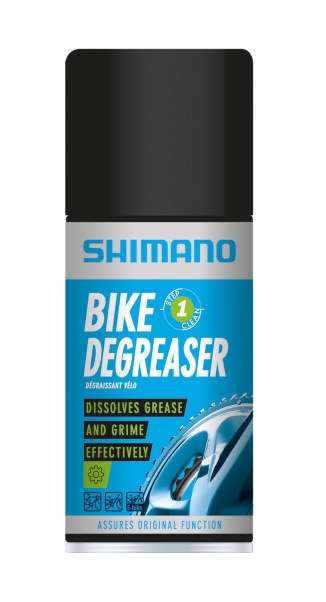 SHIMANO
BIKE
STEP
1
CLEAN
DEGREASER
DÉGRAISSANT VÉLO
DISSOLVES GREASE
AND GRIME
EFFECTIVELY
ASSURES ORIGINAL FUNCTION